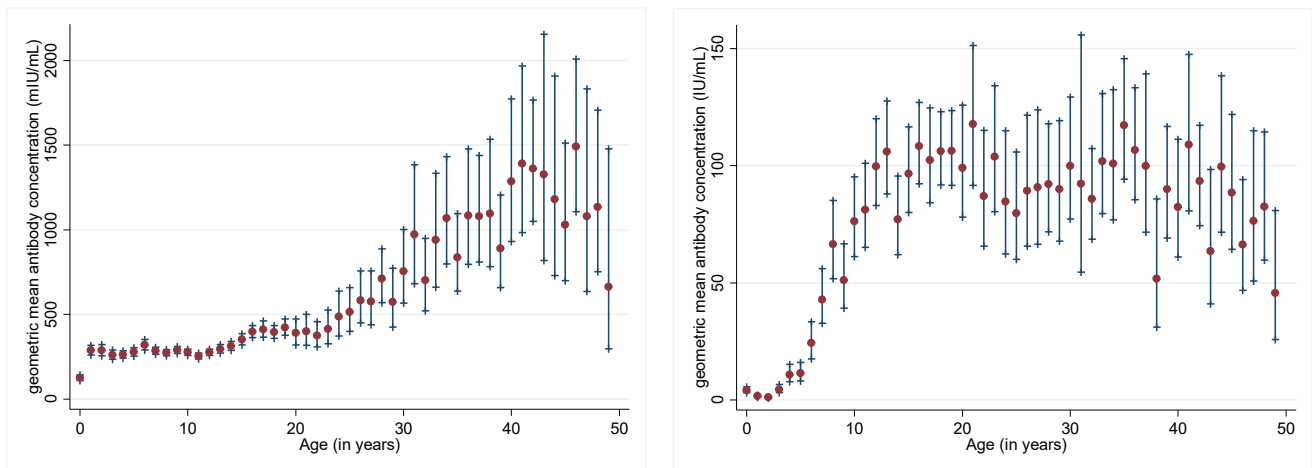 geometric mean antibody concentration (mIU/mL)
2000
1500
1000
500
0
0 10 20 30 40 50
Age (in years)
geometric mean antibody concentration (IU/mL)
150
100
50
0
0 10 20 30 40 50
Age (in years)